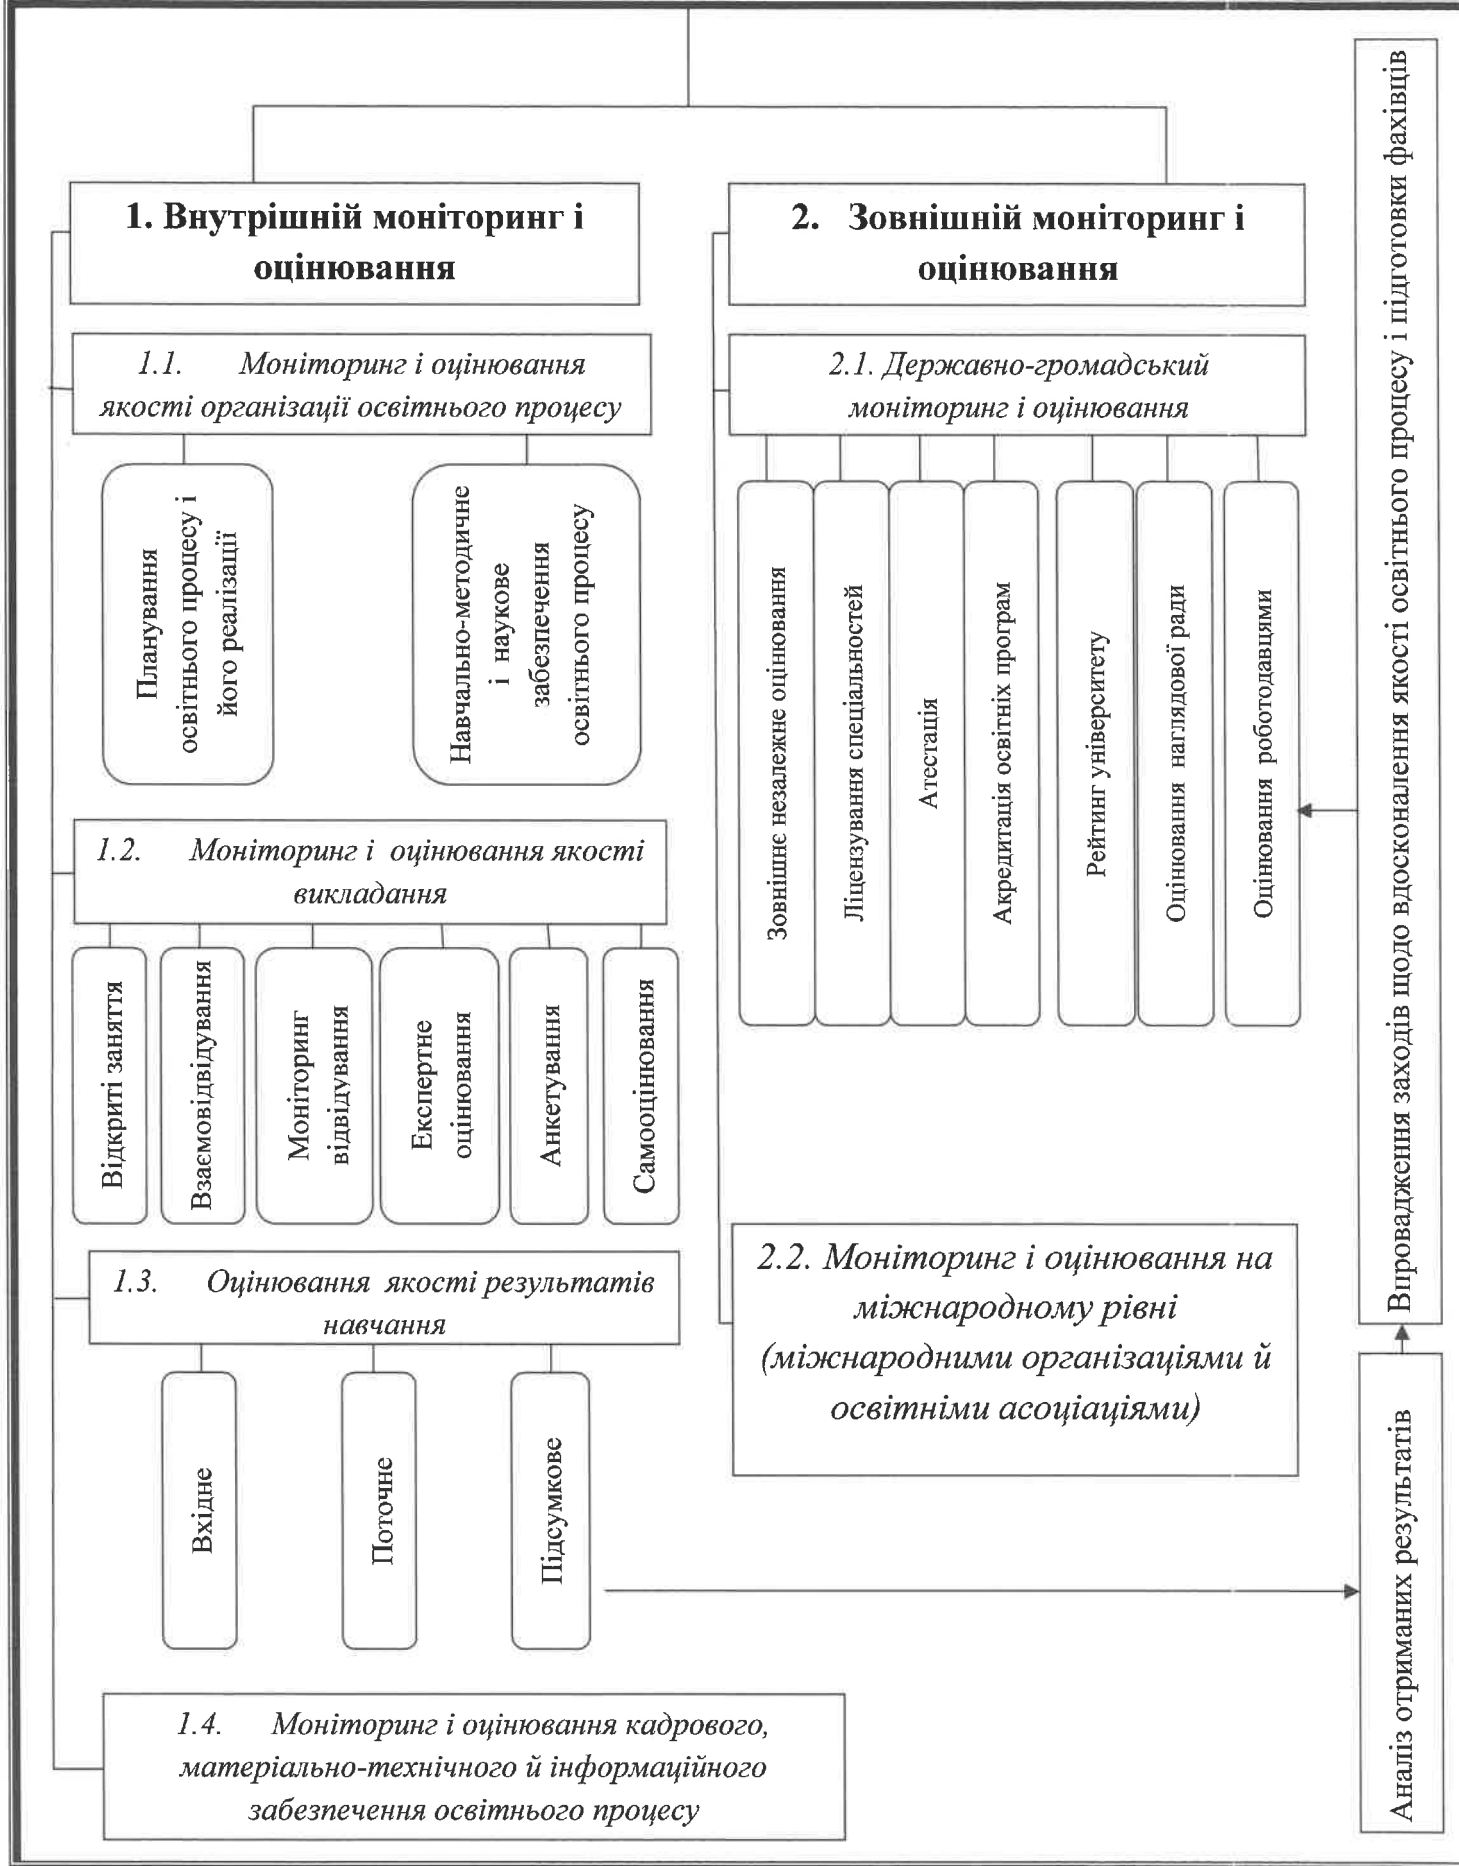 1. Внутрішній моніторинг і
оцінювання
1.1. Моніторинг і оцінювання
якості організації освітнього процесу
Планування
освітнього процесу і
його реалізації
Навчально-методичне
і наукове
забезпечення
освітнього процесу
1.2. Моніторинг і оцінювання якості
викладання
Відкриті заняття
Взаємовідвідування
Моніторинг
відвідування
Експертне
оцінювання
Анкетування
Самооцінювання
1.3. Оцінювання якості результатів
навчання
Вхідне
Поточне
Підсумкове
1.4. Моніторинг і оцінювання кадрового,
матеріально-технічного й інформаційного
забезпечення освітнього процесу
2. Зовнішній моніторинг і
оцінювання
2.1. Державно-громадський
моніторинг і оцінювання
Зовнішнє незалежне оцінювання
Ліцензування спеціальностей
Атестація
Акредитація освітніх програм
Рейтинг університету
Оцінювання наглядової ради
Оцінювання роботодавцями
2.2. Моніторинг і оцінювання на
міжнародному рівні
(міжнародними організаціями й
освітніми асоціаціями)
Впровадження заходів щодо вдосконалення якості освітнього процесу і підготовки фахівців
Аналіз отриманих результатів